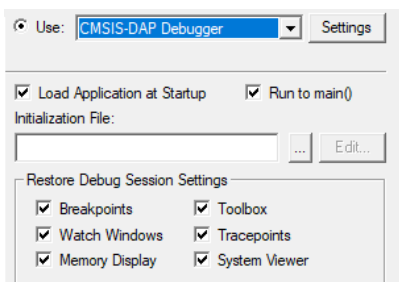 Use: CMSIS-DAP Debugger Settings
Load Application at Startup Run to main()
Initialization File:
... Edit...
Restore Debug Session Settings
Breakpoints Toolbox
Watch Windows Tracepoints
Memory Display System Viewer